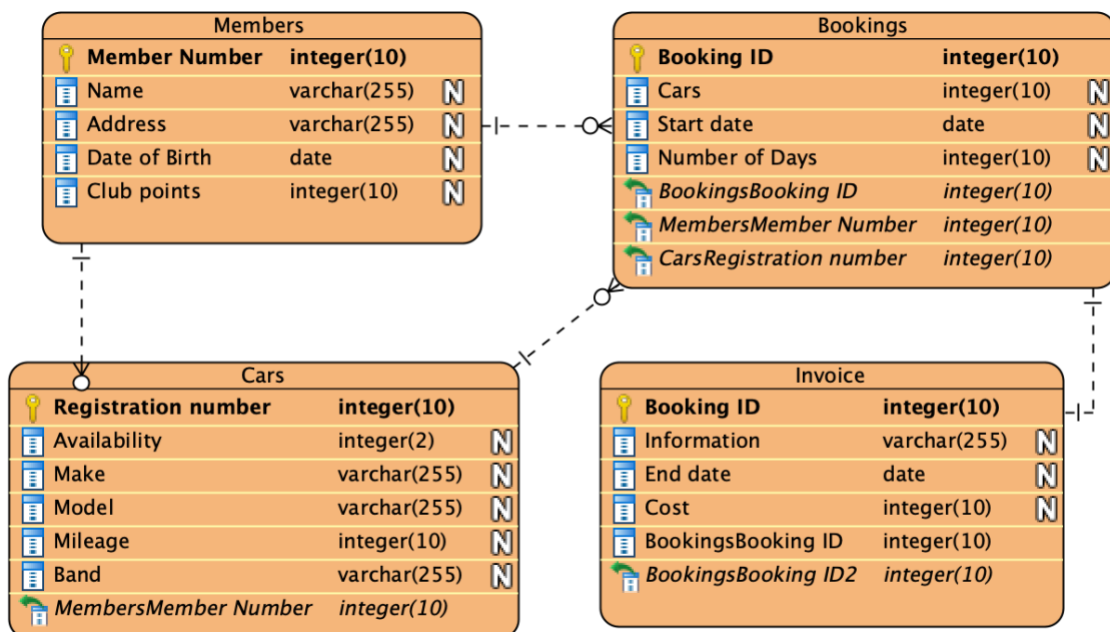 Members
Member Number integer(10)
Name varchar(255) N
Address varchar(255) N
Date of Birth date N
Club points integer(10) N
Bookings
Booking ID integer(10)
Cars integer(10) N
Start date date N
Number of Days integer(10) N
BookingsBooking ID integer(10)
MembersMember Number integer(10)
CarsRegistration number integer(10)
Cars
Registration number integer(10)
Availability integer(2) N
Make varchar(255) N
Model varchar(255) N
Mileage integer(10) N
Band varchar(255) N
MembersMember Number integer(10)
Invoice
Booking ID integer(10)
Information varchar(255) N
End date date N
Cost integer(10) N
BookingsBooking ID integer(10)
BookingsBooking ID2 integer(10)